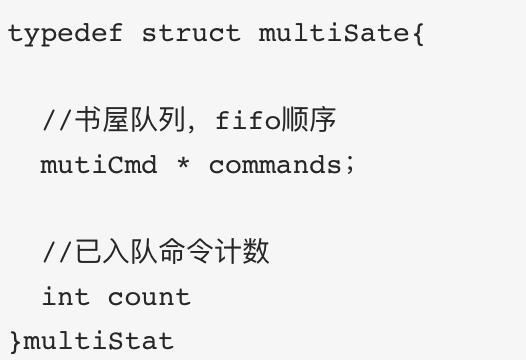 typedef struct multiSate{
//书屋队列，fifo顺序
mutiCmd * commands；
//已入队命令计数
int count
}multiStat